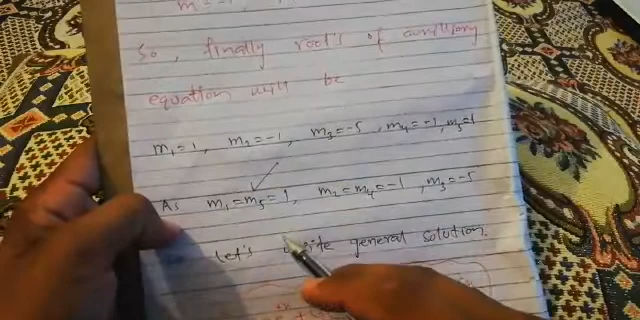 m = -1
So, finally roots of auxiliary
equation will be
m₁=1, m₂=-1, m₃=-5, m₄=-1, m₅=1
As m₁=m₅=1, m₂=m₄=-1, m₃=-5
Let's write general solution.